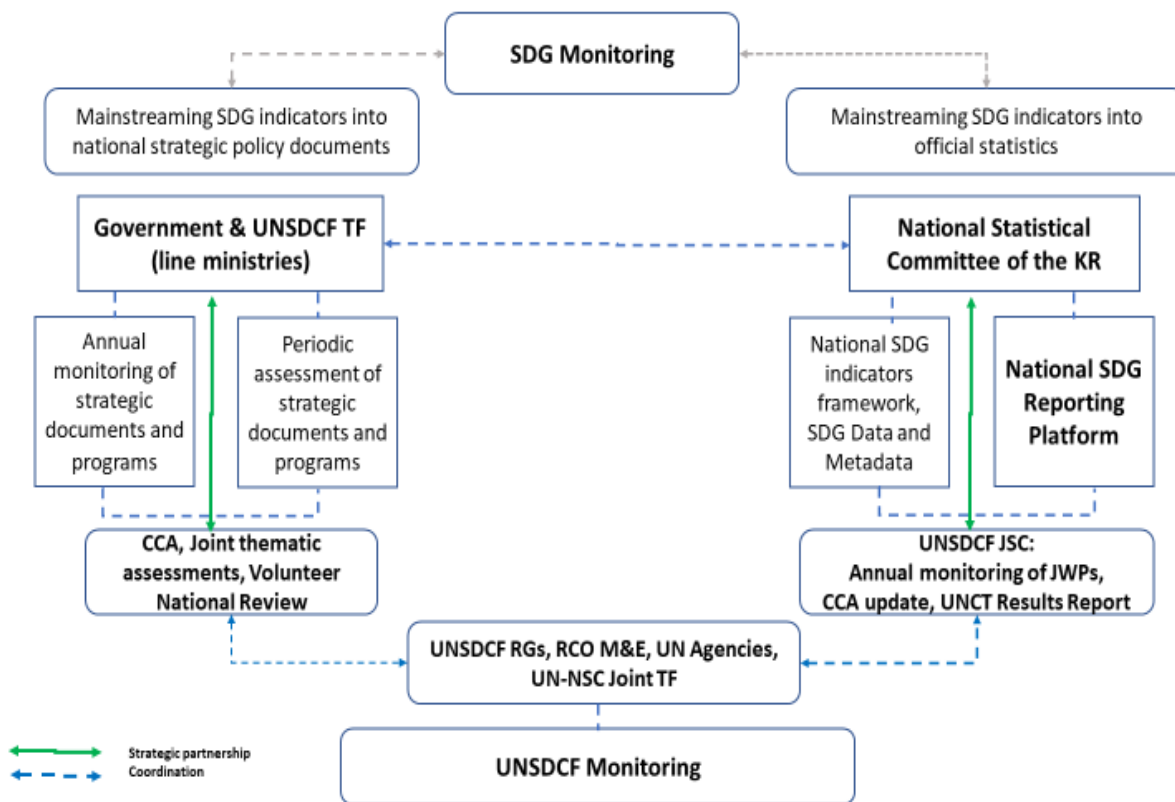 SDG Monitoring
Mainstreaming SDG indicators into
national strategic policy documents
Mainstreaming SDG indicators into
official statistics
Government & UNSDCF TF
(line ministries)
National Statistical
Committee of the KR
Annual
monitoring of
strategic
documents and
programs
Periodic
assessment of
strategic
documents and
programs
National SDG
indicators
framework,
SDG Data and
Metadata
National SDG
Reporting
Platform
CCA, Joint thematic
assessments, Volunteer
National Review
UNSDCF JSC:
Annual monitoring of JWPs,
CCA update, UNCT Results Report
UNSDCF RGs, RCO M&E, UN Agencies,
UN-NSC Joint TF
Strategic partnership
Coordination
UNSDCF Monitoring